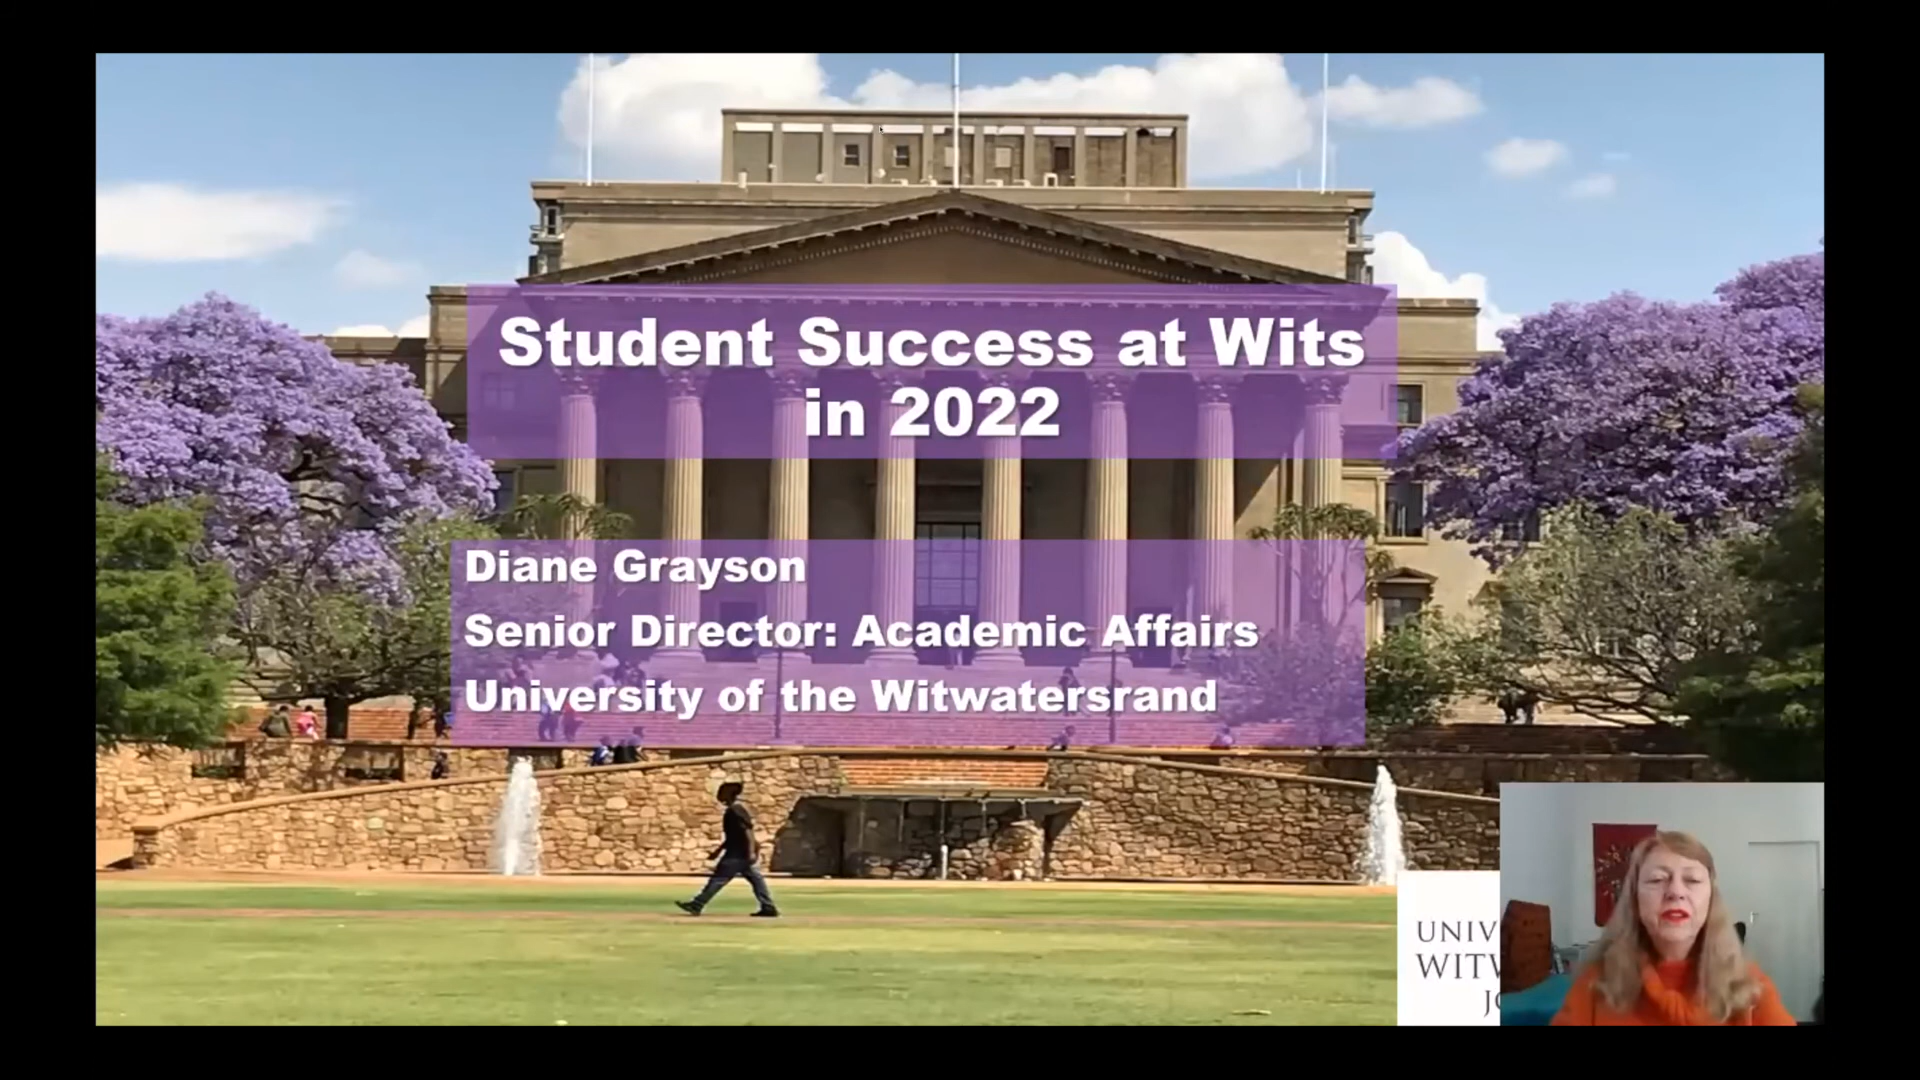 Student Success at Wits
in 2022
Diane Grayson
Senior Director: Academic Affairs
University of the Witwatersrand